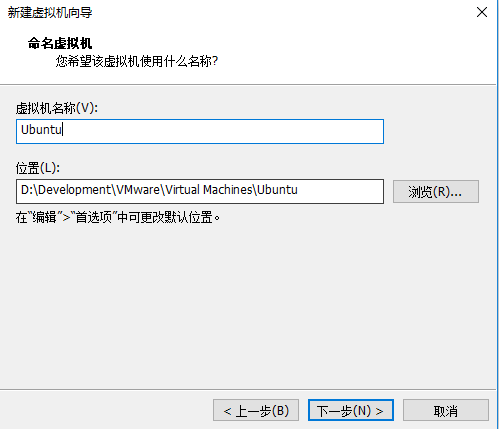 新建虚拟机向导
命名虚拟机
您希望该虚拟机使用什么名称?
虚拟机名称(V):
Ubuntu
位置(L):
D:\Development\VMware\Virtual Machines\Ubuntu
浏览(R)...
在“编辑”>“首选项”中可更改默认位置。
< 上一步(B)
下一步(N) >
取消